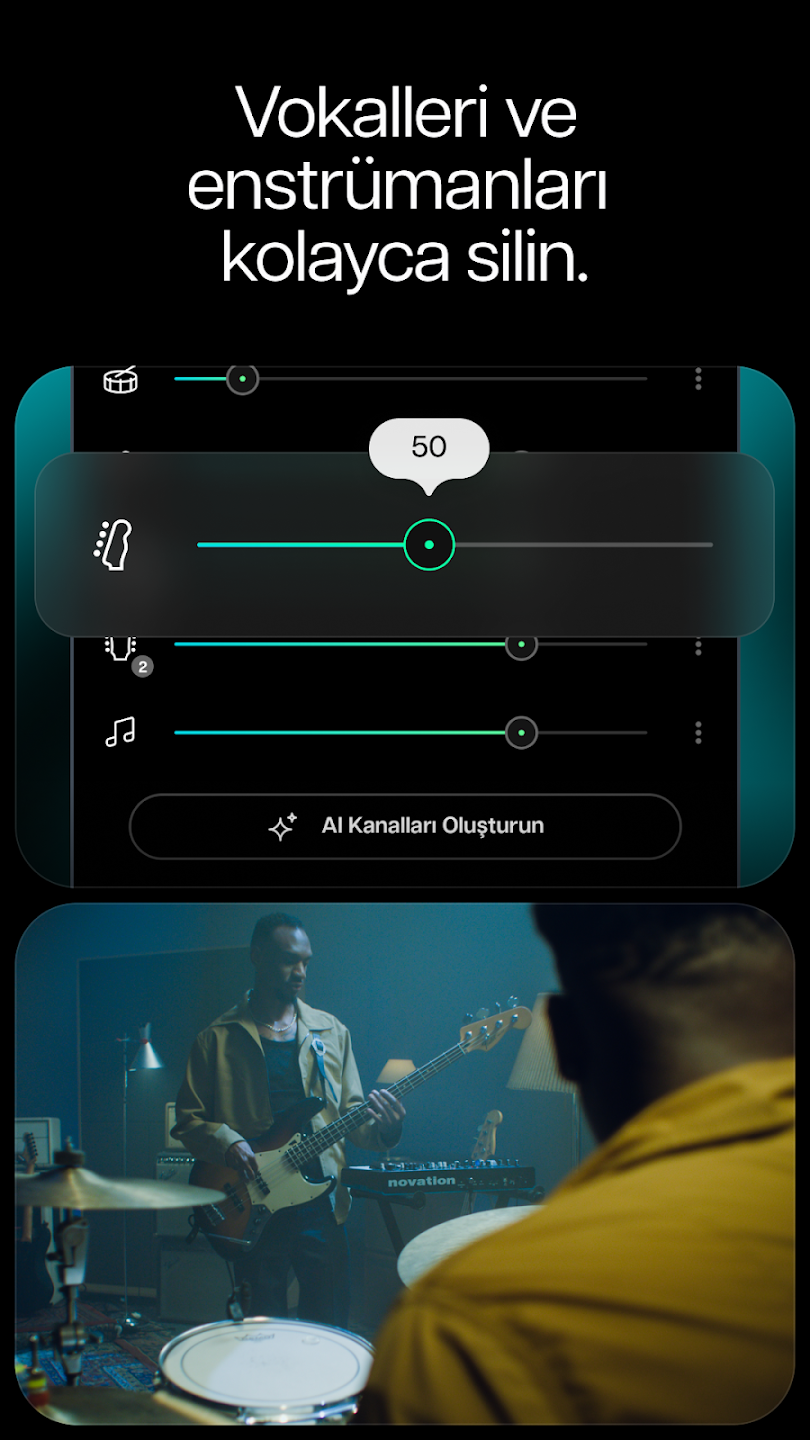 Vokalleri ve
enstrümanları
kolayca silin.
50
2
AI Kanalları Oluşturun
novation